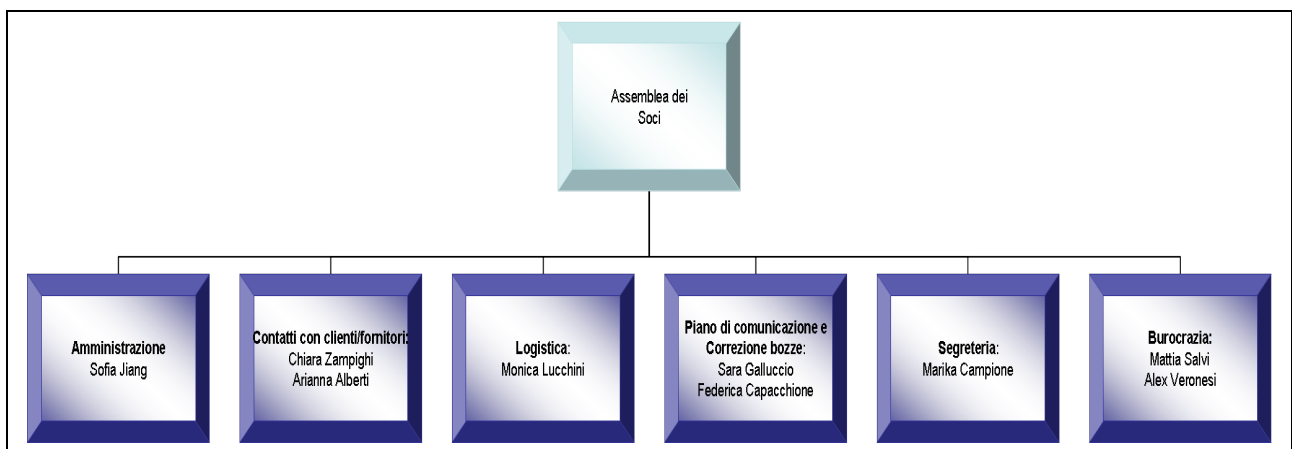 Assemblea dei
Soci
Amministrazione
Sofia Jiang
Contatti con clienti/fornitori:
Chiara Zampighi
Arianna Alberti
Logistica:
Monica Lucchini
Piano di comunicazione e
Correzione bozze:
Sara Galluccio
Federica Capacchione
Segreteria:
Marika Campione
Burocrazia:
Mattia Salvi
Alex Veronesi